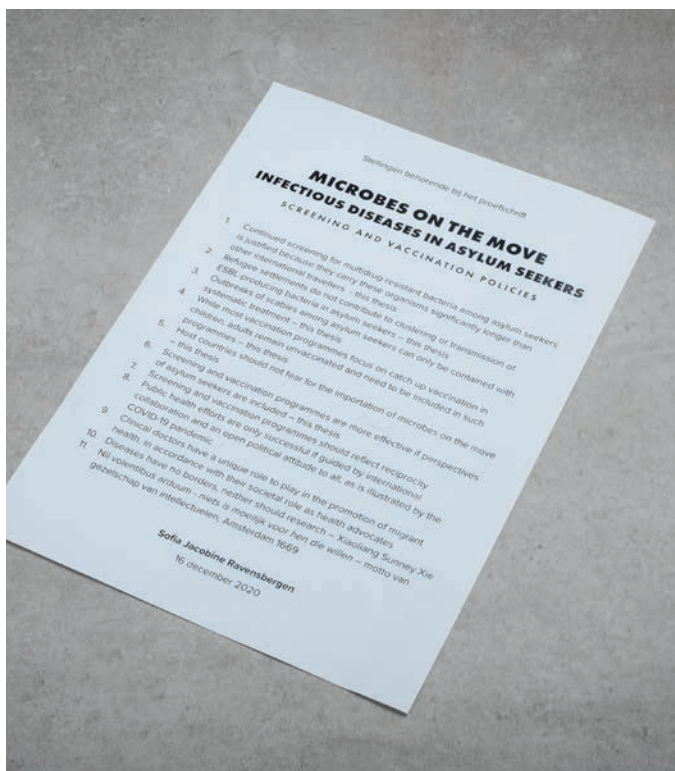 Stellingen behorende bij het proefschrift
MICROBES ON THE MOVE
INFECTIOUS DISEASES IN ASYLUM SEEKERS
SCREENING AND VACCINATION POLICIES
1. Continued screening for multidrug-resistant bacteria among asylum seekers
is justified because they carry these organisms significantly longer than
other international travellers - this thesis
2. Refugee settlements do not contribute to clustering or transmission of
ESBL-producing bacteria in asylum seekers – this thesis
3. Outbreaks of scabies among asylum seekers can only be contained with
systematic treatment – this thesis
4. While most vaccination programmes focus on catch up vaccination in
children, adults remain unvaccinated and need to be included in such
programmes – this thesis
5. Host countries should not fear for the importation of microbes on the move
– this thesis
6. Screening and vaccination programmes are more effective if perspectives
of asylum seekers are included – this thesis
7. Screening and vaccination programmes should reflect reciprocity
8. Public health efforts are only successful if guided by international
collaboration and an open political attitude to all, as is illustrated by the
COVID-19 pandemic
9. Clinical doctors have a unique role to play in the promotion of migrant
health, in accordance with their societal role as health advocates
10. Diseases have no borders, neither should research – Xiaoliang Sunney Xie
11. Nil volentibus arduum - niets is moeilijk voor hen die willen – motto van
gezelschap van intellectuelen, Amsterdam 1669
Sofia Jacobine Ravensbergen
16 december 2020